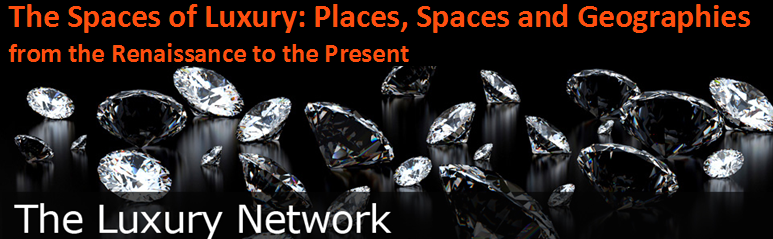 The Spaces of Luxury: Places, Spaces and Geographies
from the Renaissance to the Present
The Luxury Network